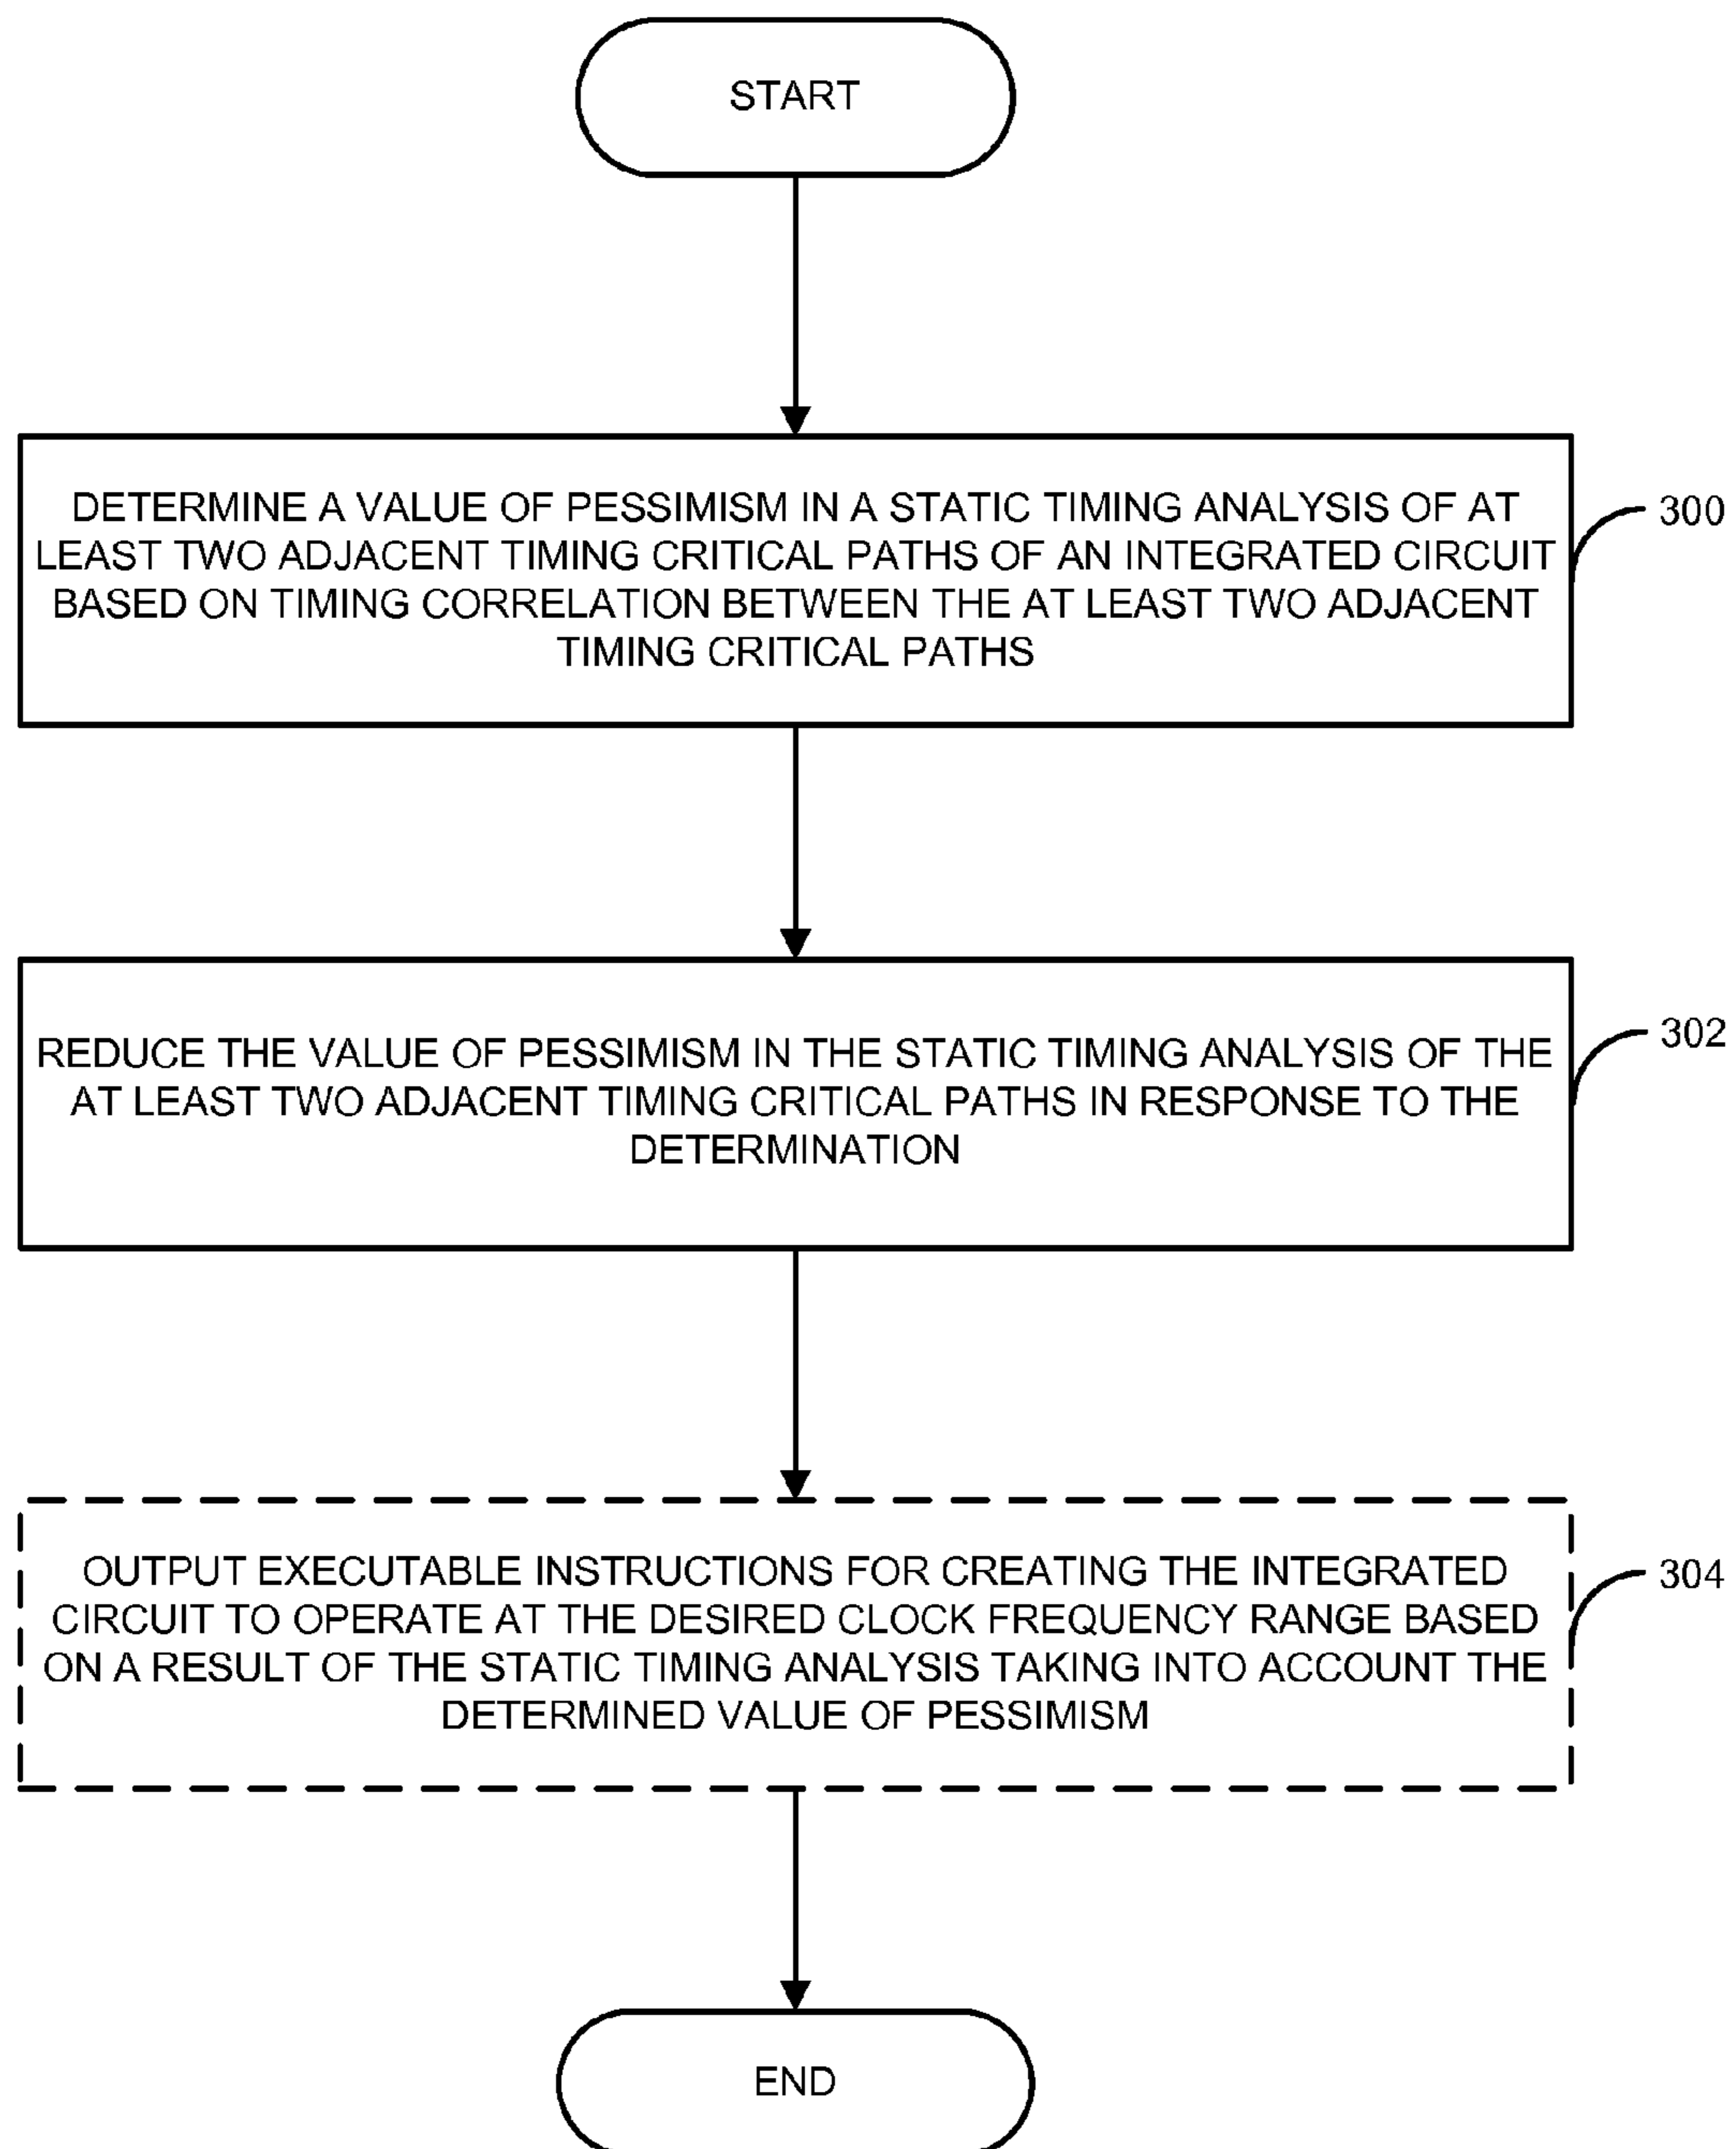 START
DETERMINE A VALUE OF PESSIMISM IN A STATIC TIMING ANALYSIS OF AT
LEAST TWO ADJACENT TIMING CRITICAL PATHS OF AN INTEGRATED CIRCUIT
BASED ON TIMING CORRELATION BETWEEN THE AT LEAST TWO ADJACENT
TIMING CRITICAL PATHS
300
REDUCE THE VALUE OF PESSIMISM IN THE STATIC TIMING ANALYSIS OF THE
AT LEAST TWO ADJACENT TIMING CRITICAL PATHS IN RESPONSE TO THE
DETERMINATION
302
OUTPUT EXECUTABLE INSTRUCTIONS FOR CREATING THE INTEGRATED
CIRCUIT TO OPERATE AT THE DESIRED CLOCK FREQUENCY RANGE BASED
ON A RESULT OF THE STATIC TIMING ANALYSIS TAKING INTO ACCOUNT THE
DETERMINED VALUE OF PESSIMISM
304
END